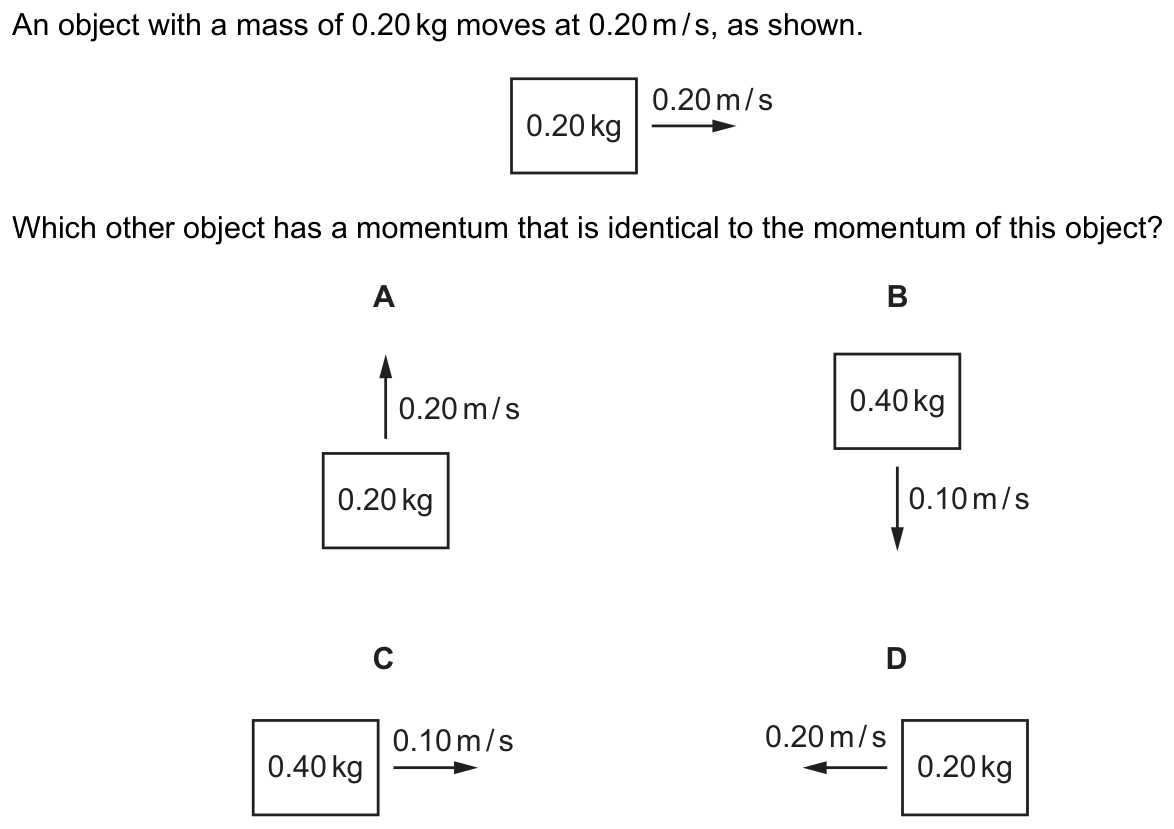 An object with a mass of 0.20 kg moves at 0.20 m / s, as shown.
0.20 m / s
0.20 kg
Which other object has a momentum that is identical to the momentum of this object?
A
B
0.20 m / s
0.20 kg
0.40 kg
0.10 m / s
C
D
0.40 kg
0.10 m / s
0.20 m / s
0.20 kg